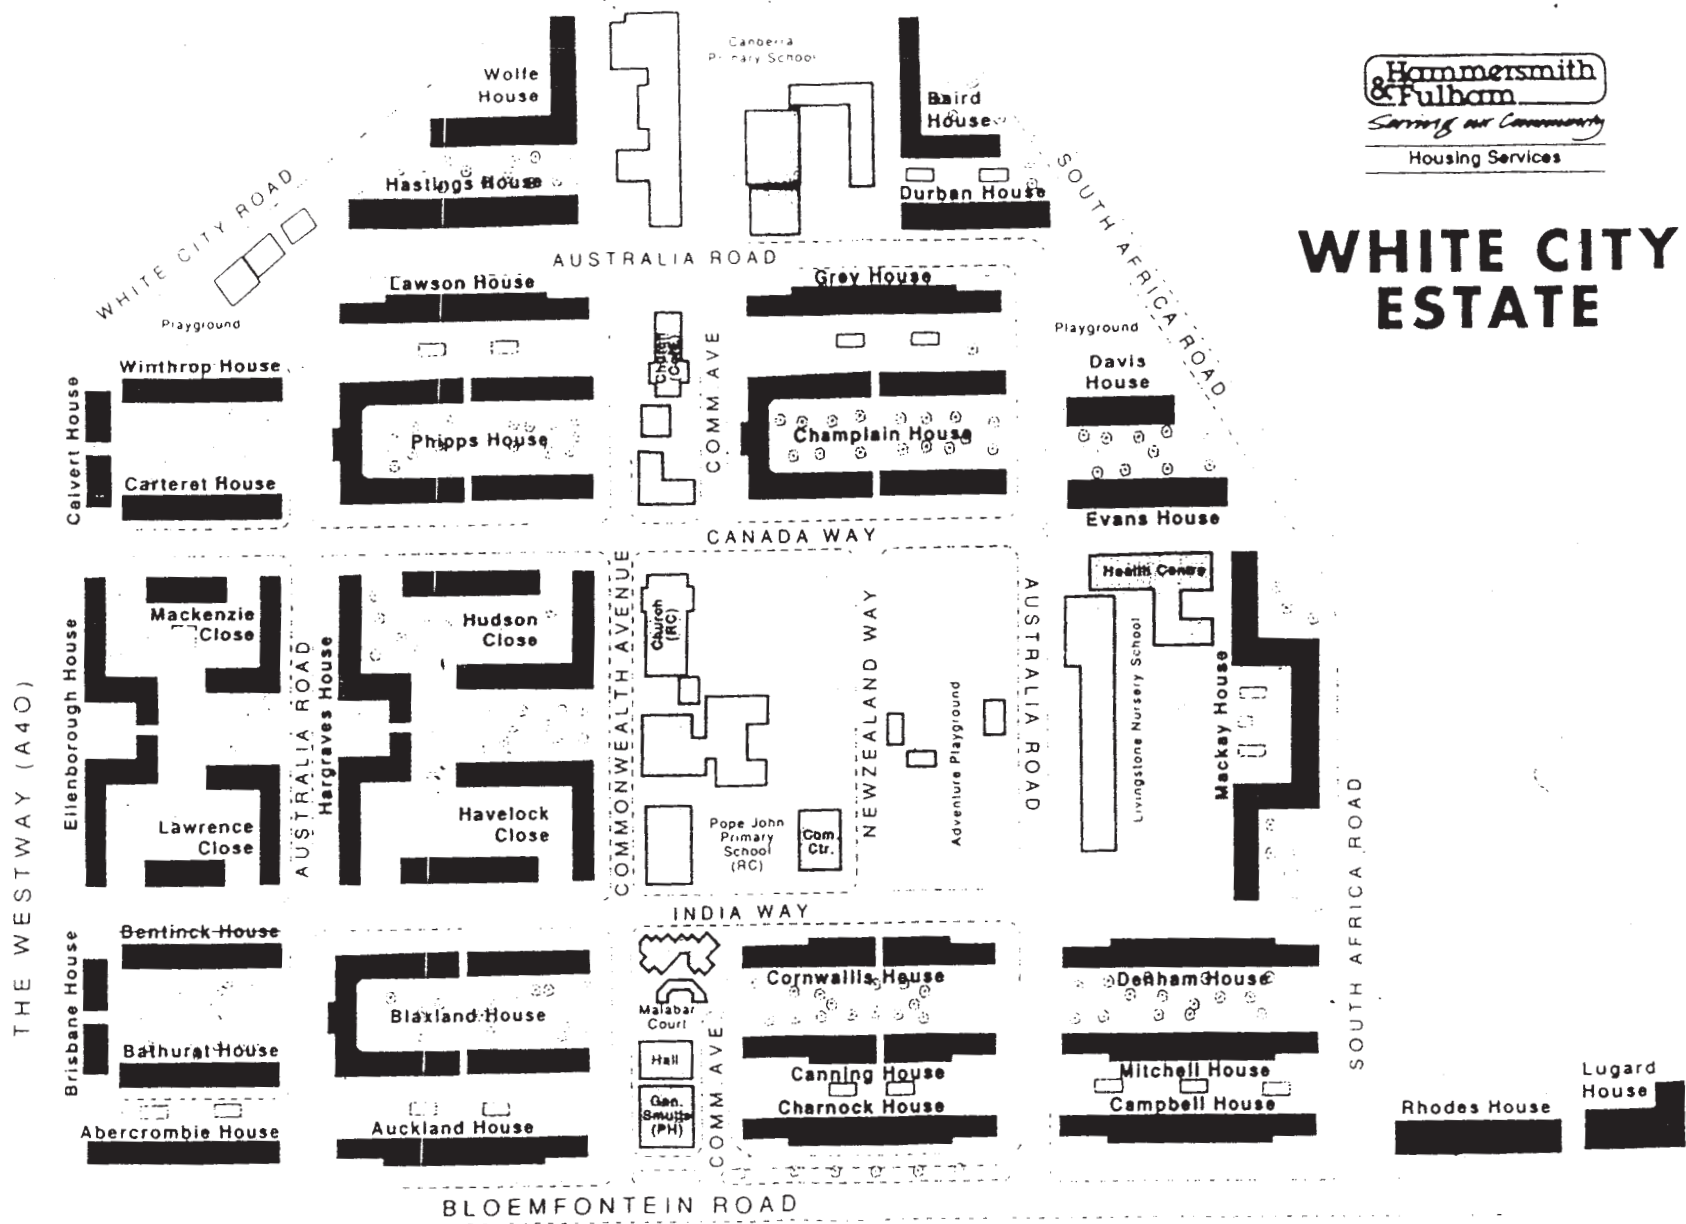 Hammersmith
& Fulham
Serving our Community
Housing Services
WHITE CITY
ESTATE
Canberra
Primary School
Wolfe
House
Baird
House
Hastings House
Durban House
WHITE CITY ROAD
SOUTH AFRICA ROAD
AUSTRALIA ROAD
Lawson House
Grey House
Playground
Playground
Church
(C of E)
COMM AVE
Winthrop House
Davis
House
Calvert House
Phipps House
Champlain House
Carteret House
Evans House
CANADA WAY
Health Centre
Mackenzie
Close
Hudson
Close
Church
(RC)
Ellenborough House
AUSTRALIA ROAD
Hargraves House
COMMONWEALTH AVENUE
NEWZEALAND WAY
Adventure Playground
AUSTRALIA ROAD
Livingstone Nursery School
Mackay House
THE WESTWAY (A40)
Lawrence
Close
Havelock
Close
Pope John
Primary
School
(RC)
Com.
Ctr.
SOUTH AFRICA ROAD
INDIA WAY
Bentinck House
Brisbane House
Cornwallis House
Denham House
Blaxland House
Malabar
Court
Bathurst House
Hall
COMM AVE
Canning House
Mitchell House
Gen.
Smutts
(PH)
Charnock House
Campbell House
Rhodes House
Lugard
House
Abercrombie House
Auckland House
BLOEMFONTEIN ROAD